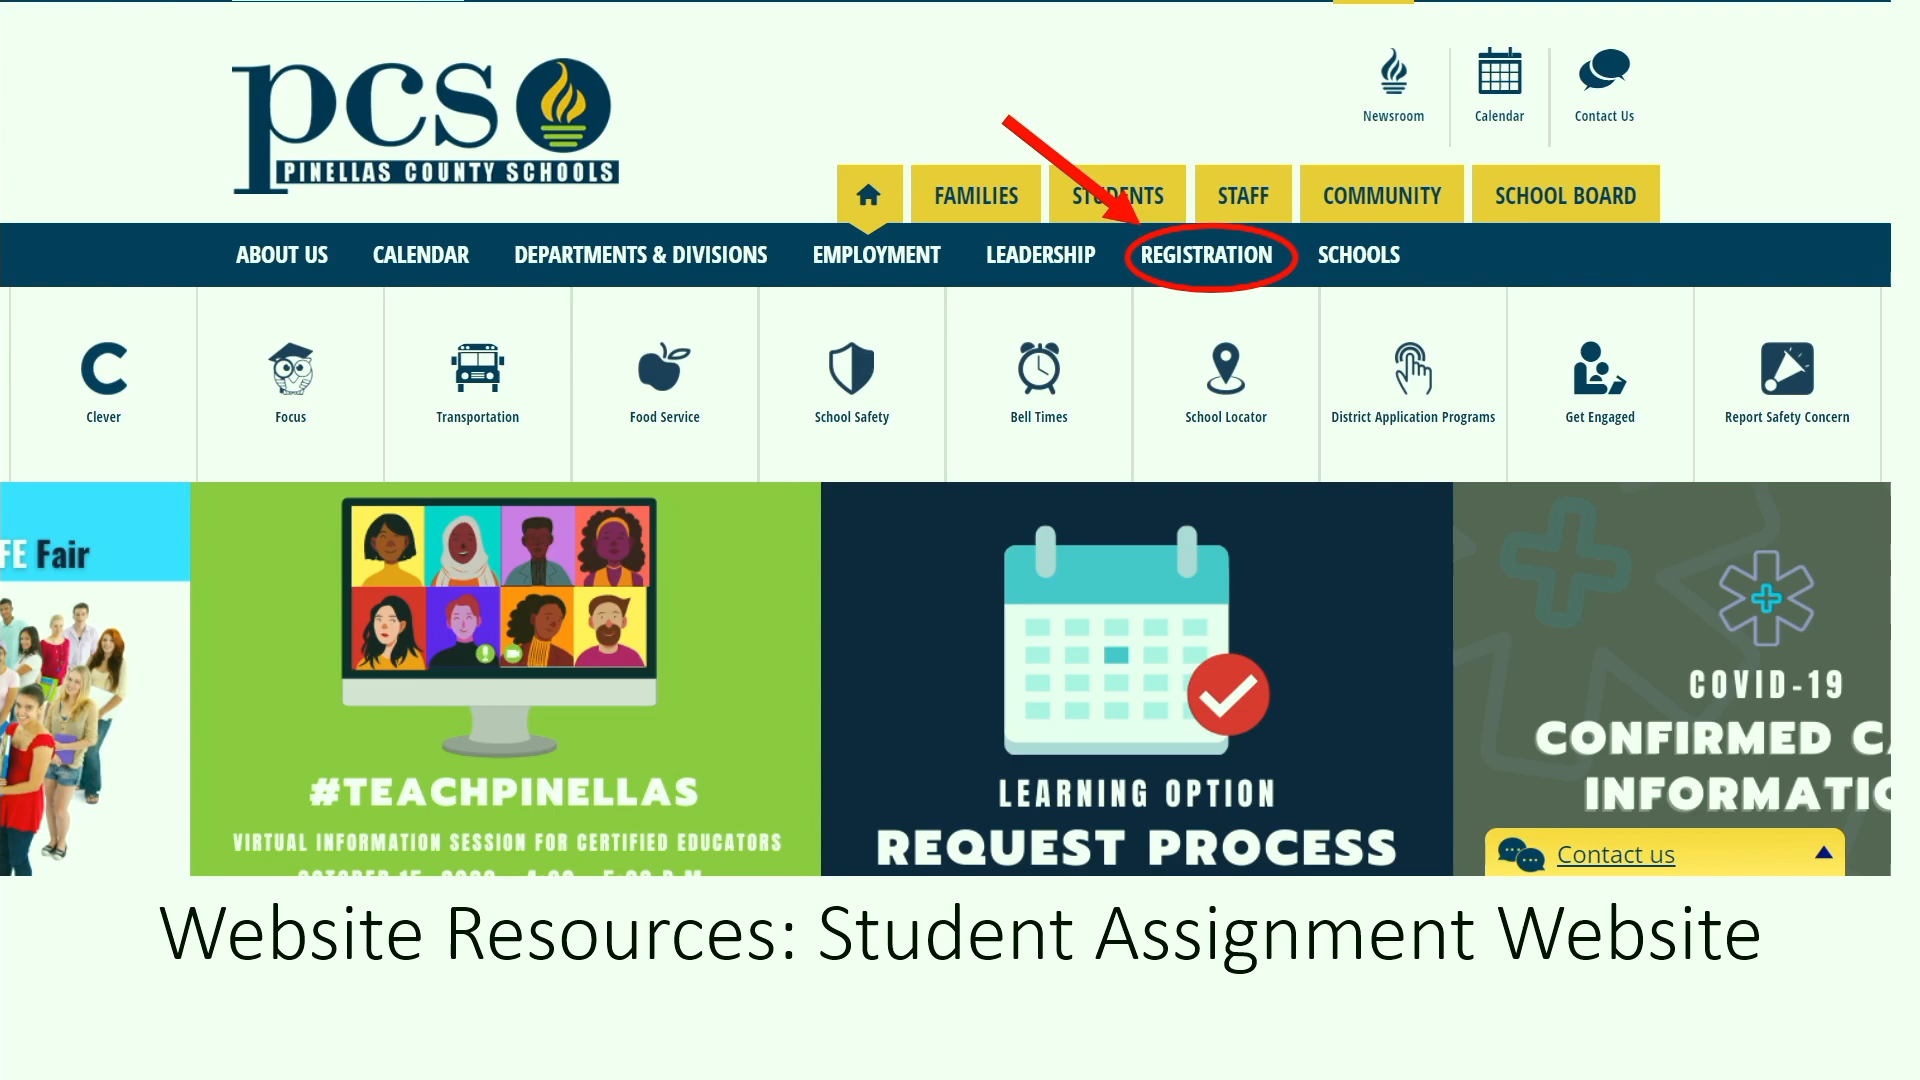 pcs
PINELLAS COUNTY SCHOOLS
Newsroom
Calendar
Contact Us
FAMILIES
STUDENTS
STAFF
COMMUNITY
SCHOOL BOARD
ABOUT US
CALENDAR
DEPARTMENTS & DIVISIONS
EMPLOYMENT
LEADERSHIP
REGISTRATION
SCHOOLS
Clever
Focus
Transportation
Food Service
School Safety
Bell Times
School Locator
District Application Programs
Get Engaged
Report Safety Concern
FE Fair
#TEACHPINELLAS
VIRTUAL INFORMATION SESSION FOR CERTIFIED EDUCATORS
LEARNING OPTION
REQUEST PROCESS
COVID-19
CONFIRMED
Contact us
Website Resources: Student Assignment Website